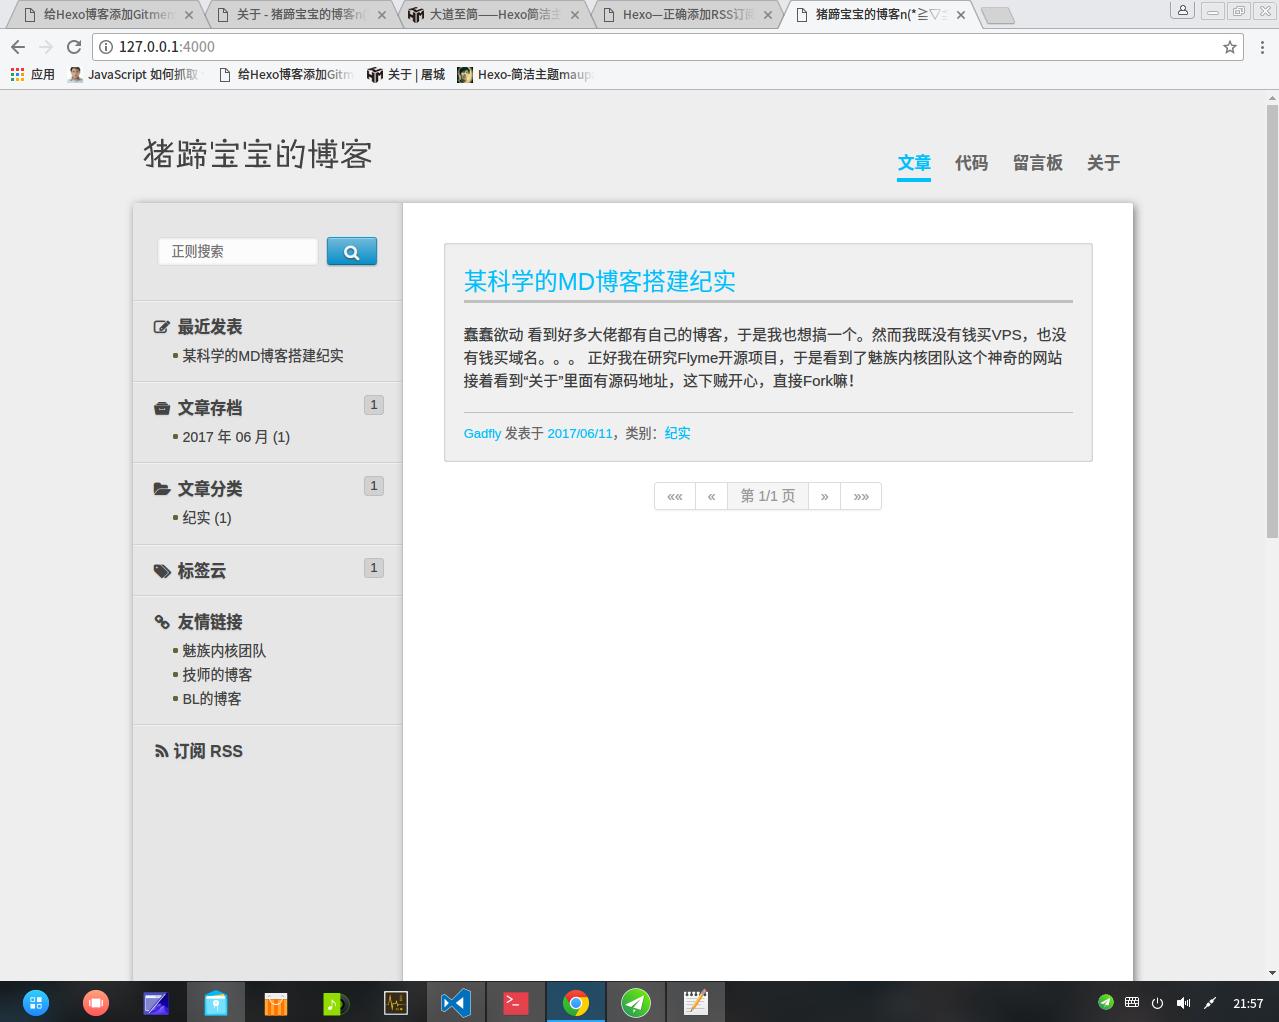 给Hexo博客添加Gitmen
关于 - 猪蹄宝宝的博客n(
大道至简——Hexo简洁主
Hexo—正确添加RSS订阅
猪蹄宝宝的博客n(*≧▽
127.0.0.1:4000
应用
JavaScript 如何抓取
给Hexo博客添加Gitm
关于 | 屠城
Hexo-简洁主题maup
猪蹄宝宝的博客
文章 代码 留言板 关于
正则搜索
最近发表
某科学的MD博客搭建纪实
文章存档 1
2017 年 06 月 (1)
文章分类 1
纪实 (1)
标签云 1
友情链接
魅族内核团队
技师的博客
BL的博客
订阅 RSS
某科学的MD博客搭建纪实
蠢蠢欲动 看到好多大佬都有自己的博客，于是我也想搞一个。然而我既没有钱买VPS，也没
有钱买域名。。。 正好我在研究Flyme开源项目，于是看到了魅族内核团队这个神奇的网站
接着看到“关于”里面有源码地址，这下贼开心，直接Fork嘛！
Gadfly 发表于 2017/06/11，类别：纪实
«« « 第 1/1 页 » »»
21:57